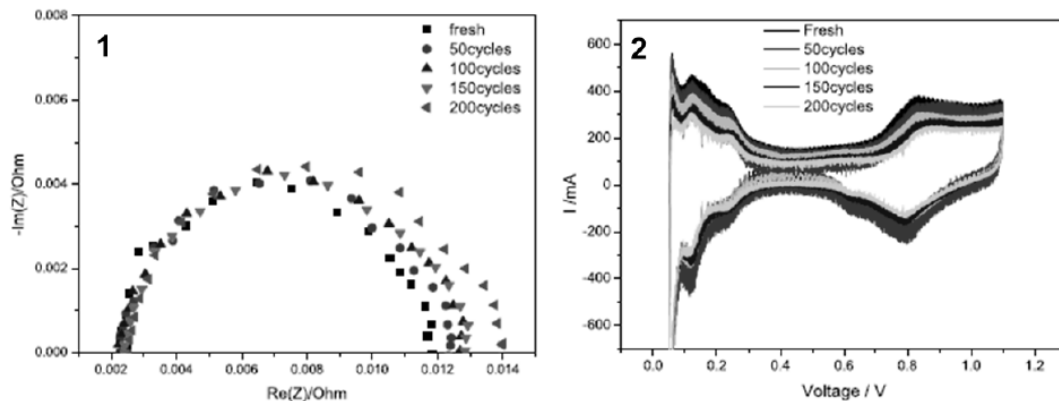 1
fresh
50cycles
100cycles
150cycles
200cycles
0.008
0.006
0.004
0.002
0.000
-Im(Z)/Ohm
0.002 0.004 0.006 0.008 0.010 0.012 0.014
Re(Z)/Ohm
2
Fresh
50cycles
100cycles
150cycles
200cycles
600
400
200
0
-200
-400
-600
I /mA
0.0 0.2 0.4 0.6 0.8 1.0 1.2
Voltage / V